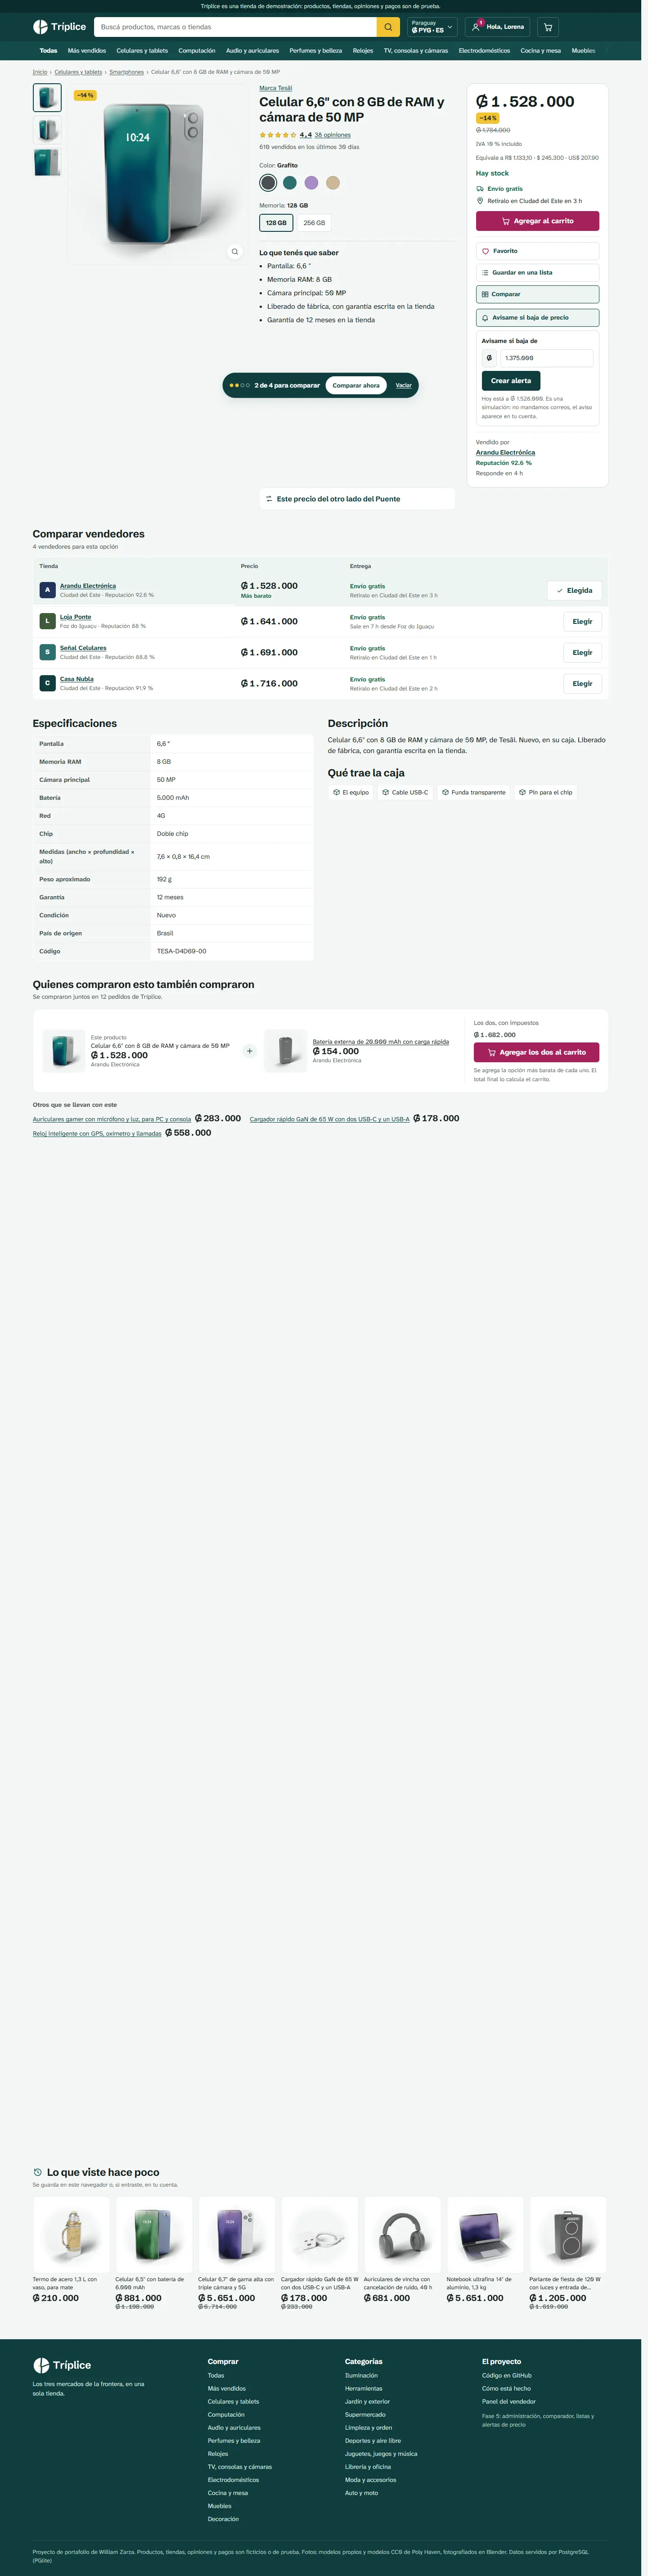 Tríplice es una tienda de demostración: productos, tiendas, opiniones y pagos son de prueba.
Tríplice
Buscá productos, marcas o tiendas
Paraguay
₲ PYG · ES
1
Hola, Lorena
Todas
Más vendidos
Celulares y tablets
Computación
Audio y auriculares
Perfumes y belleza
Relojes
TV, consolas y cámaras
Electrodomésticos
Cocina y mesa
Muebles
Inicio › Celulares y tablets › Smartphones › Celular 6,6" con 8 GB de RAM y cámara de 50 MP
−14 %
10:24
Marca Tesãl
Celular 6,6" con 8 GB de RAM y
cámara de 50 MP
4,4 38 opiniones
610 vendidos en los últimos 30 días
Color: Grafito
Memoria: 128 GB
128 GB
256 GB
Lo que tenés que saber
Pantalla: 6,6 "
Memoria RAM: 8 GB
Cámara principal: 50 MP
Liberado de fábrica, con garantía escrita en la tienda
Garantía de 12 meses en la tienda
₲ 1.528.000
−14 %
₲ 1.784.000
IVA 10 % incluido
Equivale a R$ 1.133,10 · $ 245.300 · US$ 207,90
Hay stock
Envío gratis
Retiralo en Ciudad del Este en 3 h
Agregar al carrito
Favorito
Guardar en una lista
Comparar
Avisame si baja de precio
Avisame si baja de
₲ 1.375.000
Crear alerta
Hoy está a ₲ 1.528.000. Es una
simulación: no mandamos correos, el aviso
aparece en tu cuenta.
Vendido por
Arandu Electrónica
Reputación 92,6 %
Responde en 4 h
2 de 4 para comparar
Comparar ahora
Vaciar
Este precio del otro lado del Puente
Comparar vendedores
4 vendedores para esta opción
Tienda Precio Entrega
A
Arandu Electrónica
Ciudad del Este · Reputación 92,6 %
₲ 1.528.000
Más barato
Envío gratis
Retiralo en Ciudad del Este en 3 h
Elegida
L
Loja Ponte
Foz do Iguaçu · Reputación 88 %
₲ 1.641.000
Envío gratis
Sale en 7 h desde Foz do Iguaçu
Elegir
S
Señal Celulares
Ciudad del Este · Reputación 88,8 %
₲ 1.691.000
Envío gratis
Retiralo en Ciudad del Este en 1 h
Elegir
C
Casa Nubla
Ciudad del Este · Reputación 91,9 %
₲ 1.716.000
Envío gratis
Retiralo en Ciudad del Este en 2 h
Elegir
Especificaciones
Pantalla 6,6 "
Memoria RAM 8 GB
Cámara principal 50 MP
Batería 5.000 mAh
Red 4G
Chip Doble chip
Medidas (ancho × profundidad ×
alto) 7,6 × 0,8 × 16,4 cm
Peso aproximado 192 g
Garantía 12 meses
Condición Nuevo
País de origen Brasil
Código TESA-D4D69-00
Descripción
Celular 6,6" con 8 GB de RAM y cámara de 50 MP, de Tesãl. Nuevo, en su caja. Liberado
de fábrica, con garantía escrita en la tienda.
Qué trae la caja
El equipo
Cable USB-C
Funda transparente
Pin para el chip
Quienes compraron esto también compraron
Se compraron juntos en 12 pedidos de Tríplice.
Este producto
Celular 6,6" con 8 GB de RAM y cámara de 50 MP
₲ 1.528.000
Arandu Electrónica
+
Batería externa de 20.000 mAh con carga rápida
₲ 154.000
Arandu Electrónica
Los dos, con impuestos
₲ 1.682.000
Agregar los dos al carrito
Se agrega la opción más barata de cada uno. El
total final lo calcula el carrito.
Otros que se llevan con este
Auriculares gamer con micrófono y luz, para PC y consola ₲ 283.000
Cargador rápido GaN de 65 W con dos USB-C y un USB-A ₲ 178.000
Reloj inteligente con GPS, oxímetro y llamadas ₲ 558.000
Lo que viste hace poco
Se guarda en este navegador o, si entraste, en tu cuenta.
Termo de acero 1,3 L con
vaso, para mate
₲ 210.000
Celular 6,5" con batería de
6.000 mAh
₲ 881.000
₲ 1.198.000
Celular 6,7" de gama alta con
triple cámara y 5G
₲ 5.651.000
₲ 6.714.000
Cargador rápido GaN de 65 W
con dos USB-C y un USB-A
₲ 178.000
₲ 233.000
Auriculares de vincha con
cancelación de ruido, 40 h
₲ 681.000
Notebook ultrafina 14" de
aluminio, 1,3 kg
₲ 5.651.000
Parlante de fiesta de 120 W
con luces y entrada de…
₲ 1.205.000
₲ 1.619.000
Tríplice
Los tres mercados de la frontera, en una
sola tienda.
Comprar
Todas
Más vendidos
Celulares y tablets
Computación
Audio y auriculares
Perfumes y belleza
Relojes
TV, consolas y cámaras
Electrodomésticos
Cocina y mesa
Muebles
Decoración
Categorías
Iluminación
Herramientas
Jardín y exterior
Supermercado
Limpieza y orden
Deportes y aire libre
Juguetes, juegos y música
Librería y oficina
Moda y accesorios
Auto y moto
El proyecto
Código en GitHub
Cómo está hecho
Panel del vendedor
Fase 5: administración, comparador, listas y
alertas de precio
Proyecto de portafolio de William Zarza. Productos, tiendas, opiniones y pagos son ficticios o de prueba. Fotos: modelos propios y modelos CC0 de Poly Haven, fotografiados en Blender. Datos servidos por PostgreSQL
(PGlite)